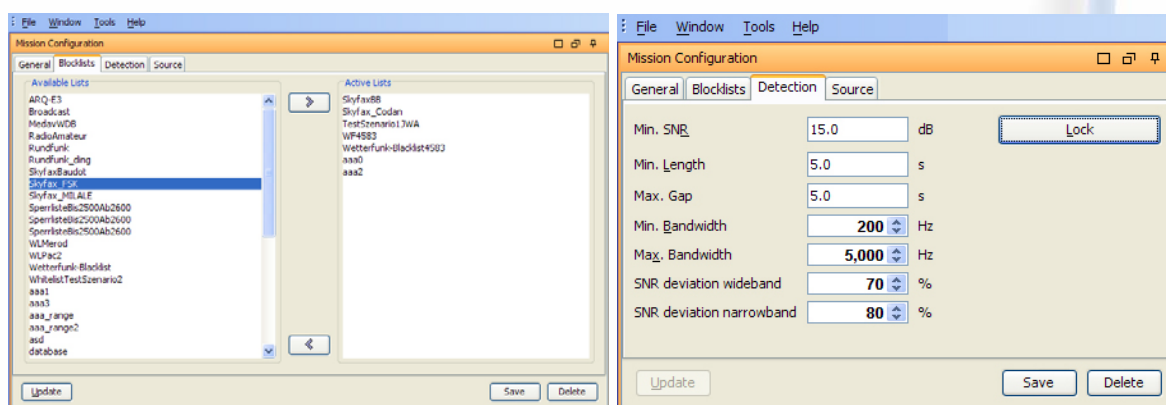 File Window Tools Help
Mission Configuration
General Blocklists Detection Source
Available Lists
ARQ-E3
Broadcast
MedavWDB
RadioAmateur
Rundfunk
Rundfunk_ding
SkyfaxBaudot
Skyfax_FSK
Skyfax_MILALE
SperrlisteBis2500Ab2600
SperrlisteBis2500Ab2600
SperrlisteBis2500Ab2600
WLMerod
WLPac2
Wetterfunk-Blacklist
WhitelistTestSzenario2
aaa1
aaa3
aaa_range
aaa_range2
asd
database
Active Lists
SkyfaxBB
Skyfax_Codan
TestSzenario1JWA
WF4583
Wetterfunk-Blacklist4583
aaa0
aaa2
Update Save Delete
File Window Tools Help
Mission Configuration
General Blocklists Detection Source
Min. SNR 15.0 dB Lock
Min. Length 5.0 s
Max. Gap 5.0 s
Min. Bandwidth 200 Hz
Max. Bandwidth 5,000 Hz
SNR deviation wideband 70 %
SNR deviation narrowband 80 %
Update Save Delete